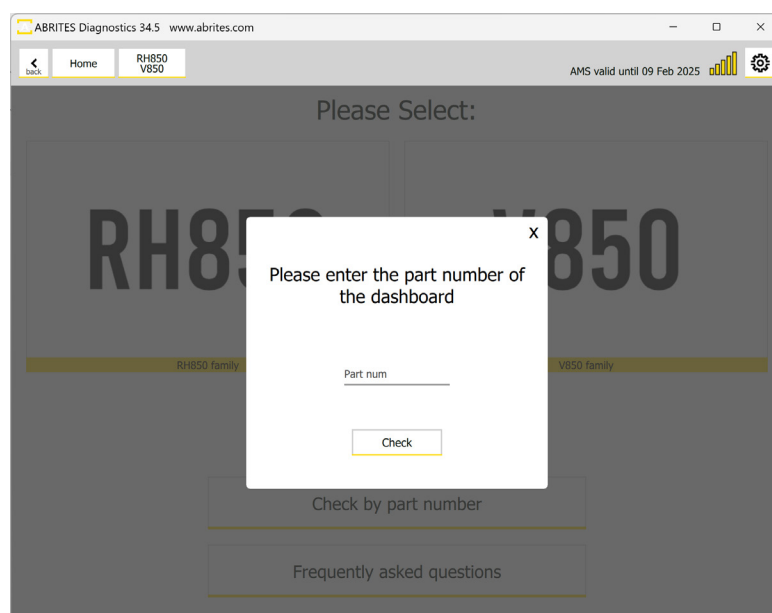 ABRITES Diagnostics 34.5 www.abrites.com
back
Home
RH850
V850
AMS valid until 09 Feb 2025
Please Select:
X
Please enter the part number of
the dashboard
RH850 family
V850 family
Part num
Check
Check by part number
Frequently asked questions